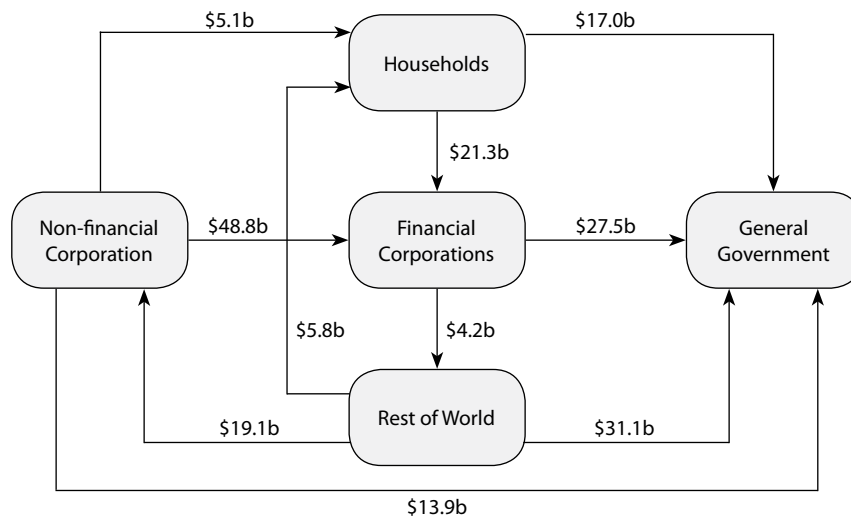 $5.1b
$17.0b
Households
$21.3b
Non-financial
Corporation
$48.8b
Financial
Corporations
$27.5b
General
Government
$5.8b
$4.2b
Rest of World
$19.1b
$31.1b
$13.9b